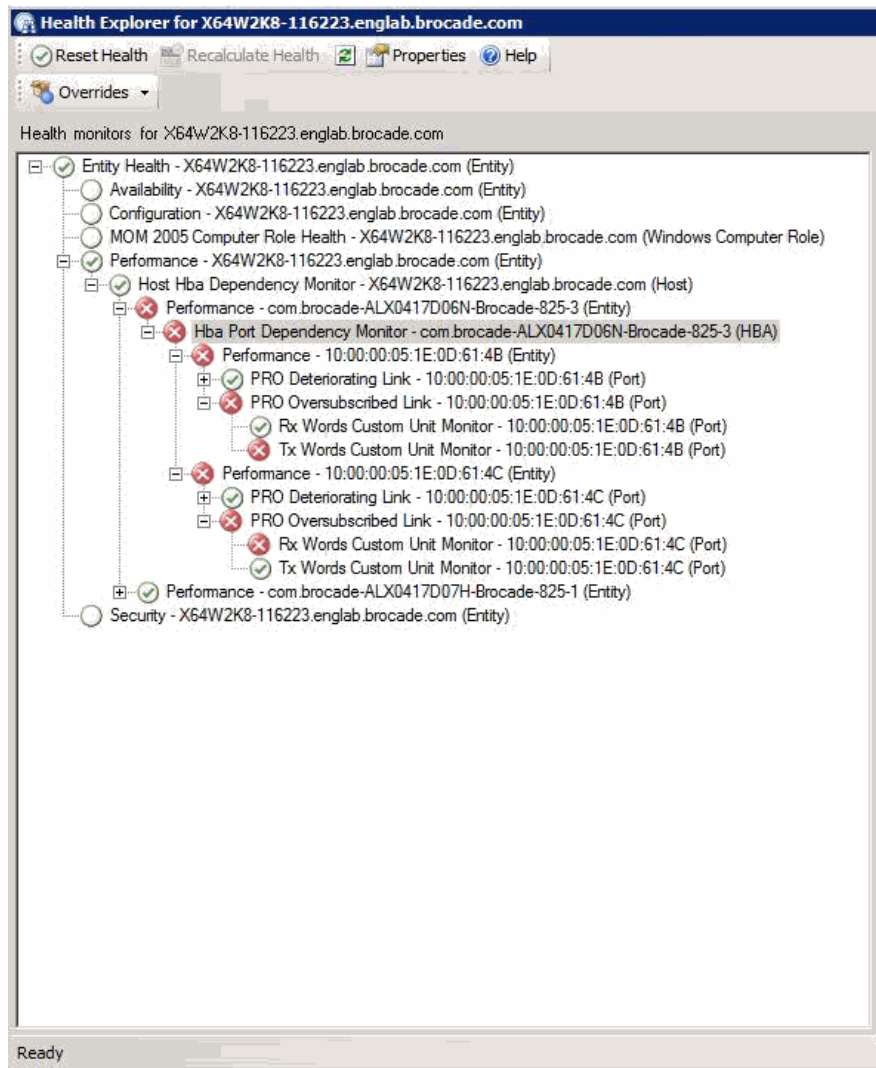 Health Explorer for X64W2K8-116223.englab.brocade.com
Reset Health Recalculate Health Properties Help
Overrides
Health monitors for X64W2K8-116223.englab.brocade.com
Entity Health - X64W2K8-116223.englab.brocade.com (Entity)
Availability - X64W2K8-116223.englab.brocade.com (Entity)
Configuration - X64W2K8-116223.englab.brocade.com (Entity)
MOM 2005 Computer Role Health - X64W2K8-116223.englab.brocade.com (Windows Computer Role)
Performance - X64W2K8-116223.englab.brocade.com (Entity)
Host Hba Dependency Monitor - X64W2K8-116223.englab.brocade.com (Host)
Performance - com.brocade-ALX0417D06N-Brocade-825-3 (Entity)
Hba Port Dependency Monitor - com.brocade-ALX0417D06N-Brocade-825-3 (HBA)
Performance - 10:00:00:05:1E:0D:61:4B (Entity)
PRO Deteriorating Link - 10:00:00:05:1E:0D:61:4B (Port)
PRO Oversubscribed Link - 10:00:00:05:1E:0D:61:4B (Port)
Rx Words Custom Unit Monitor - 10:00:00:05:1E:0D:61:4B (Port)
Tx Words Custom Unit Monitor - 10:00:00:05:1E:0D:61:4B (Port)
Performance - 10:00:00:05:1E:0D:61:4C (Entity)
PRO Deteriorating Link - 10:00:00:05:1E:0D:61:4C (Port)
PRO Oversubscribed Link - 10:00:00:05:1E:0D:61:4C (Port)
Rx Words Custom Unit Monitor - 10:00:00:05:1E:0D:61:4C (Port)
Tx Words Custom Unit Monitor - 10:00:00:05:1E:0D:61:4C (Port)
Performance - com.brocade-ALX0417D07H-Brocade-825-1 (Entity)
Security - X64W2K8-116223.englab.brocade.com (Entity)
Ready